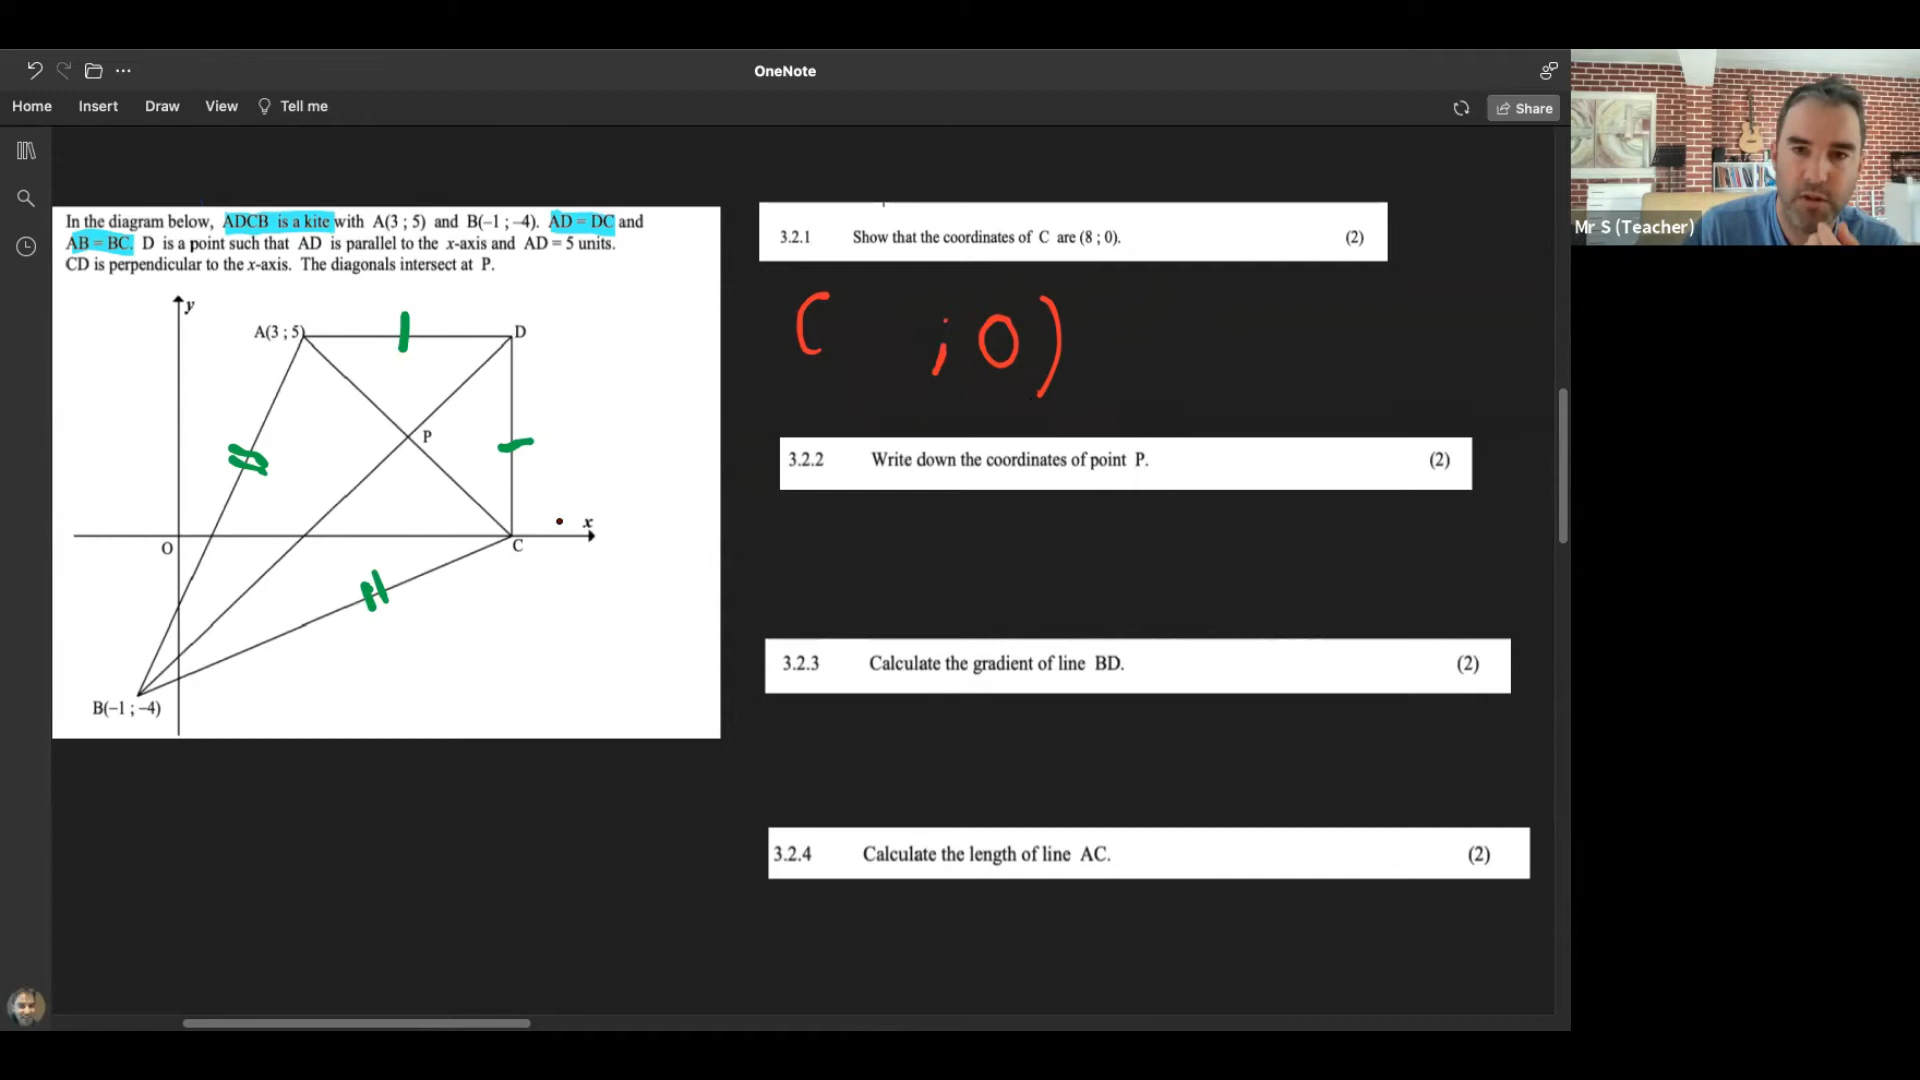 OneNote
Home Insert Draw View Tell me
Share
In the diagram below, ADCB is a kite with A(3 ; 5) and B(−1 ; −4). AD = DC and
AB = BC. D is a point such that AD is parallel to the x-axis and AD = 5 units.
CD is perpendicular to the x-axis. The diagonals intersect at P.
y
A(3 ; 5)
D
P
x
O
C
B(−1 ; −4)
3.2.1 Show that the coordinates of C are (8 ; 0). (2)
( ; 0)
3.2.2 Write down the coordinates of point P. (2)
3.2.3 Calculate the gradient of line BD. (2)
3.2.4 Calculate the length of line AC. (2)
Mr S (Teacher)